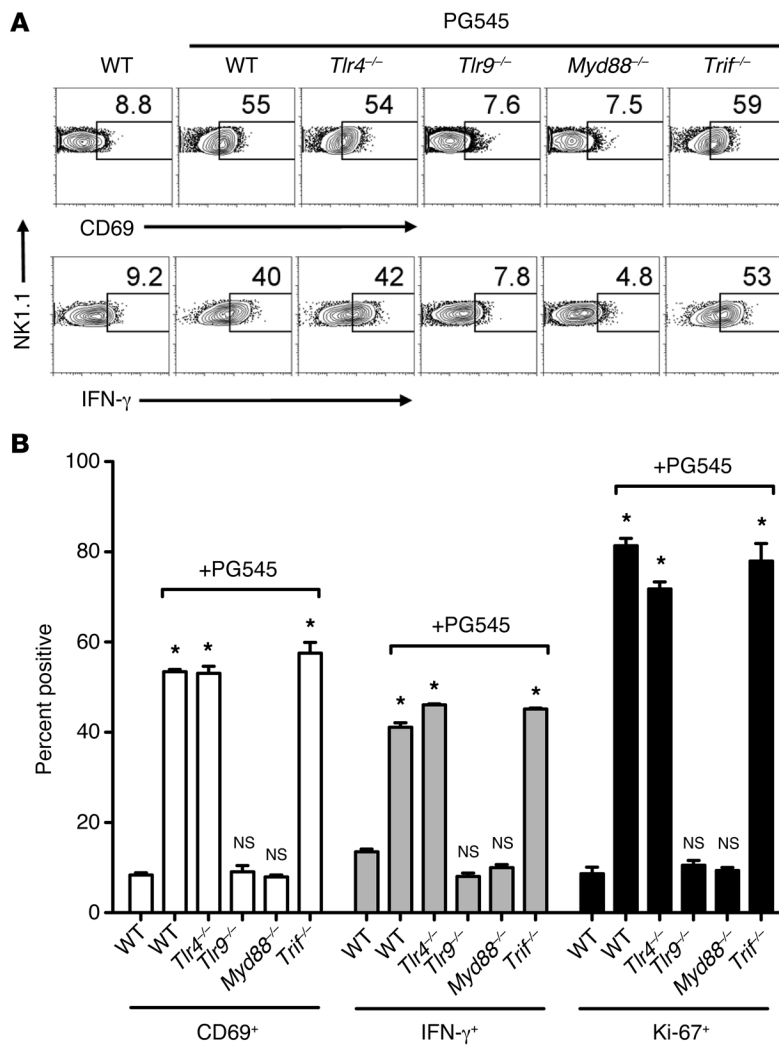 A
PG545
WT WT Tlr4–/– Tlr9–/– Myd88–/– Trif–/–
8.8 55 54 7.6 7.5 59
CD69
NK1.1
9.2 40 42 7.8 4.8 53
IFN-γ
B
Percent positive
100
80
60
40
20
0
+PG545
+PG545
+PG545
* * NS NS *
* * NS NS *
* * NS NS *
WT WT Tlr4–/– Tlr9–/– Myd88–/– Trif–/–
WT WT Tlr4–/– Tlr9–/– Myd88–/– Trif–/–
WT WT Tlr4–/– Tlr9–/– Myd88–/– Trif–/–
CD69+ IFN-γ+ Ki-67+